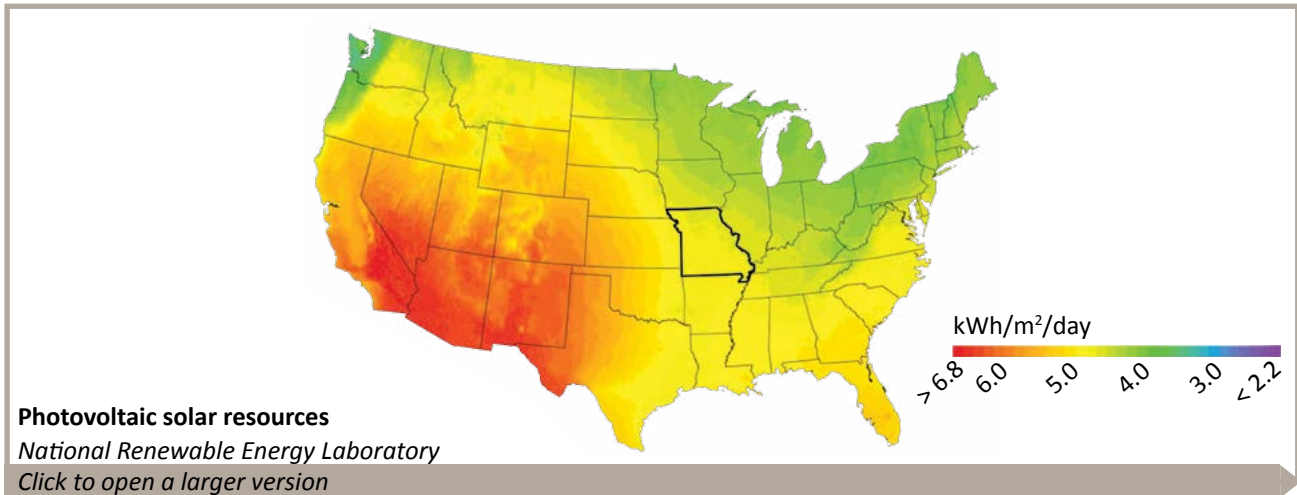 kWh/m²/day
> 6.8
6.0
5.0
4.0
3.0
< 2.2
Photovoltaic solar resources
National Renewable Energy Laboratory
Click to open a larger version